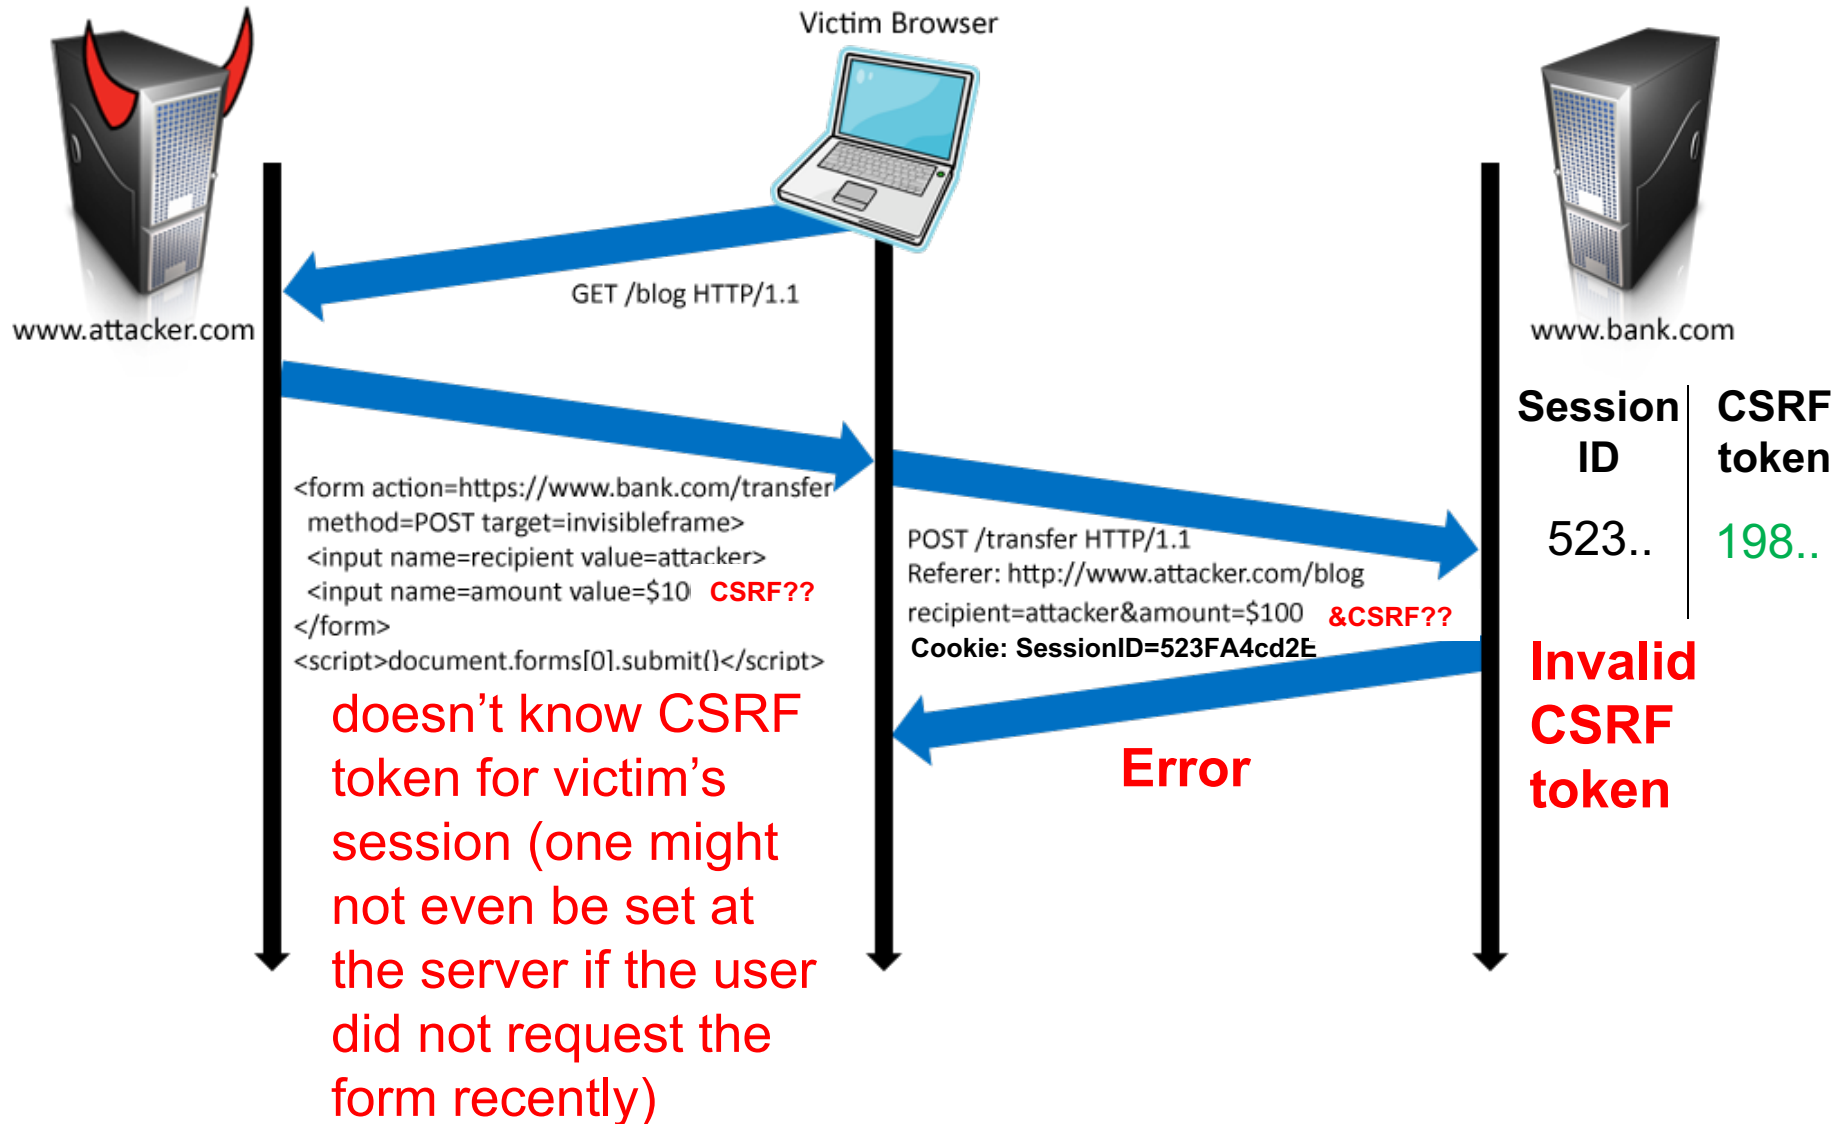 Victim Browser
GET /blog HTTP/1.1
www.attacker.com
www.bank.com
Session ID
CSRF token
523..
198..
<form action=https://www.bank.com/transfer
method=POST target=invisibleframe>
<input name=recipient value=attacker>
<input name=amount value=$10 CSRF??
</form>
<script>document.forms[0].submit()</script>
POST /transfer HTTP/1.1
Referer: http://www.attacker.com/blog
recipient=attacker&amount=$100 &CSRF??
Cookie: SessionID=523FA4cd2E
Invalid
CSRF
token
Error
doesn’t know CSRF
token for victim’s
session (one might
not even be set at
the server if the user
did not request the
form recently)